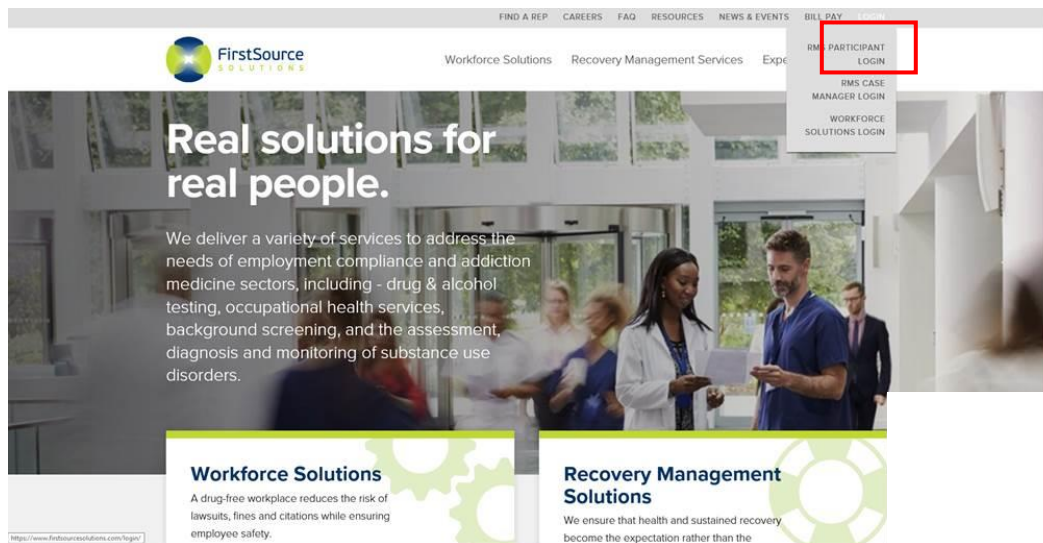 FIND A REP CAREERS FAQ RESOURCES NEWS & EVENTS BILL PAY LOGIN
FirstSource
SOLUTIONS
Workforce Solutions Recovery Management Services Expe
RMS PARTICIPANT
LOGIN
RMS CASE
MANAGER LOGIN
WORKFORCE
SOLUTIONS LOGIN
Real solutions for
real people.
We deliver a variety of services to address the
needs of employment compliance and addiction
medicine sectors, including - drug & alcohol
testing, occupational health services,
background screening, and the assessment,
diagnosis and monitoring of substance use
disorders.
Workforce Solutions
A drug-free workplace reduces the risk of
lawsuits, fines and citations while ensuring
employee safety.
Recovery Management
Solutions
We ensure that health and sustained recovery
become the expectation rather than the
https://www.firstsourcesolutions.com/login/